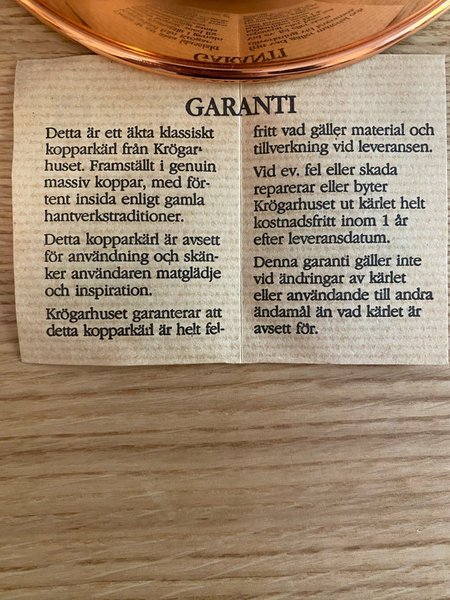 GARANTI
Detta är ett äkta klassiskt
kopparkärl från Krögar-
huset. Framställt i genuin
massiv koppar, med för-
tent insida enligt gamla
hantverkstraditioner.
Detta kopparkärl är avsett
för användning och skän-
ker användaren matglädje
och inspiration.
Krögarhuset garanterar att
detta kopparkärl är helt fel-
fritt vad gäller material och
tillverkning vid leveransen.
Vid ev. fel eller skada
reparerar eller byter
Krögarhuset ut kärlet helt
kostnadsfritt inom 1 år
efter leveransdatum.
Denna garanti gäller inte
vid ändringar av kärlet
eller användande till andra
ändamål än vad kärlet är
avsett för.